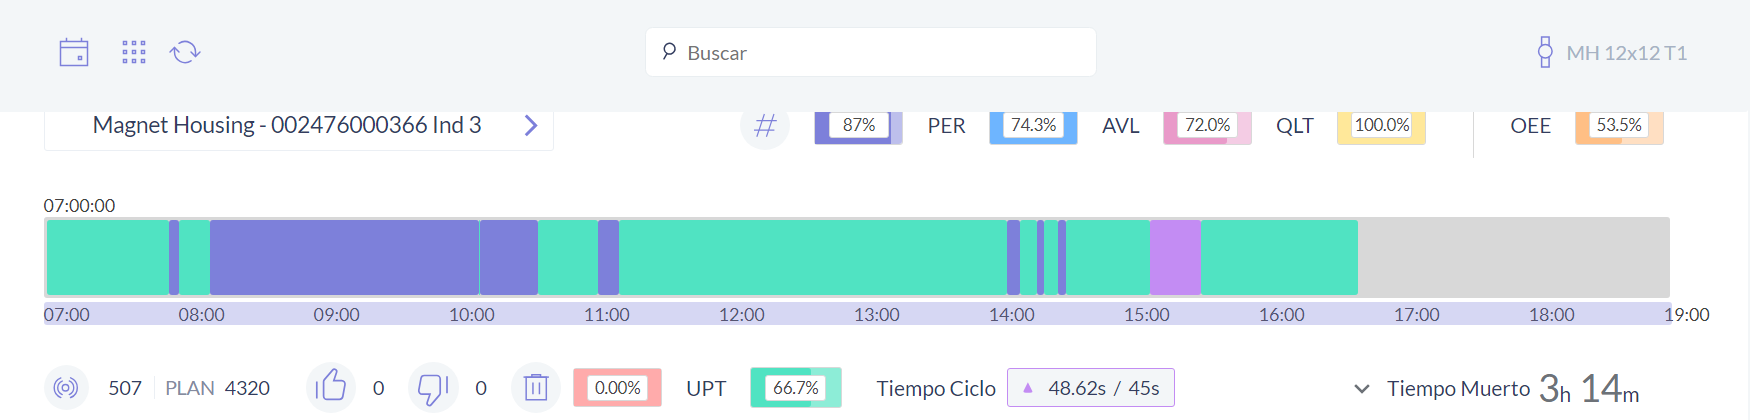 Buscar
MH 12x12 T1
Magnet Housing - 002476000366 Ind 3
# 87% PER 74.3% AVL 72.0% QLT 100.0% OEE 53.5%
07:00:00
07:00 08:00 09:00 10:00 11:00 12:00 13:00 14:00 15:00 16:00 17:00 18:00 19:00
507 PLAN 4320 0 0 0.00% UPT 66.7% Tiempo Ciclo 48.62s / 45s Tiempo Muerto 3h 14m